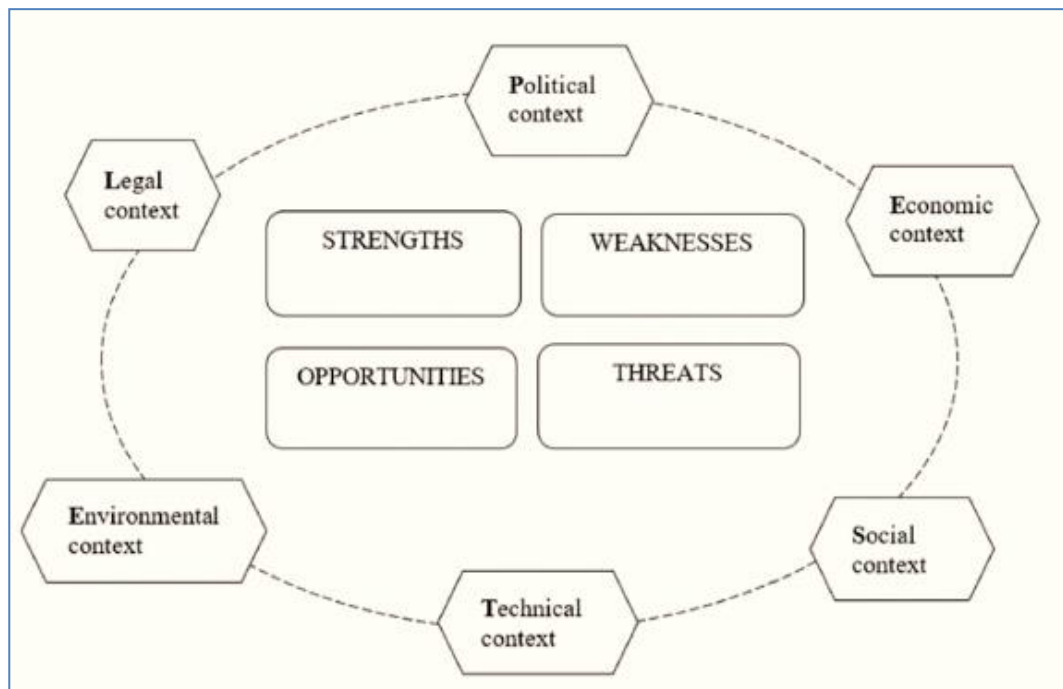 Political
context
Legal
context
Economic
context
STRENGTHS
WEAKNESSES
OPPORTUNITIES
THREATS
Environmental
context
Social
context
Technical
context